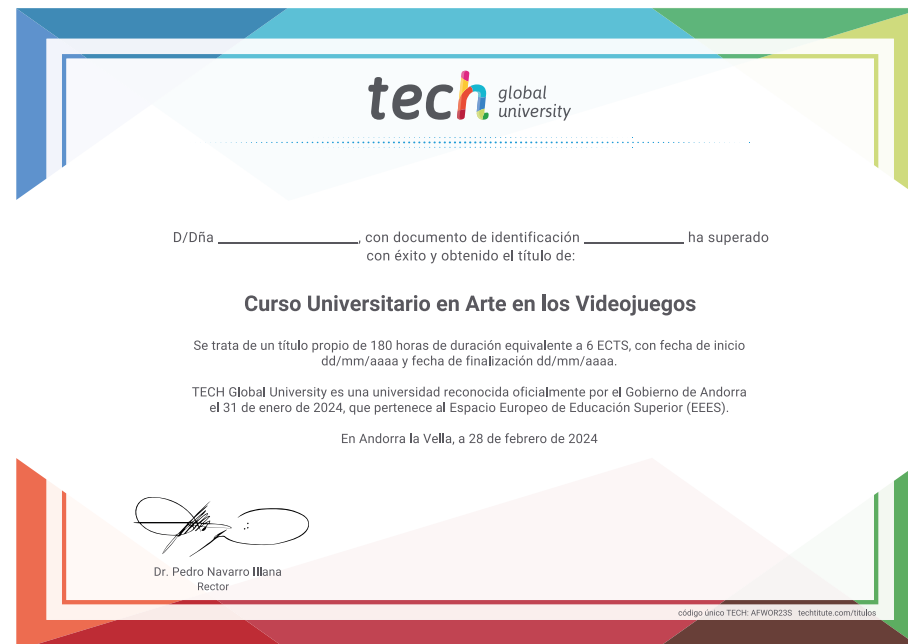 tech global university
D/Dña ____________, con documento de identificación ____________ ha superado
con éxito y obtenido el título de:
Curso Universitario en Arte en los Videojuegos
Se trata de un título propio de 180 horas de duración equivalente a 6 ECTS, con fecha de inicio
dd/mm/aaaa y fecha de finalización dd/mm/aaaa.
TECH Global University es una universidad reconocida oficialmente por el Gobierno de Andorra
el 31 de enero de 2024, que pertenece al Espacio Europeo de Educación Superior (EEES).
En Andorra la Vella, a 28 de febrero de 2024
Dr. Pedro Navarro Illana
Rector
código único TECH: AFWOR23S techtitute.com/titulos